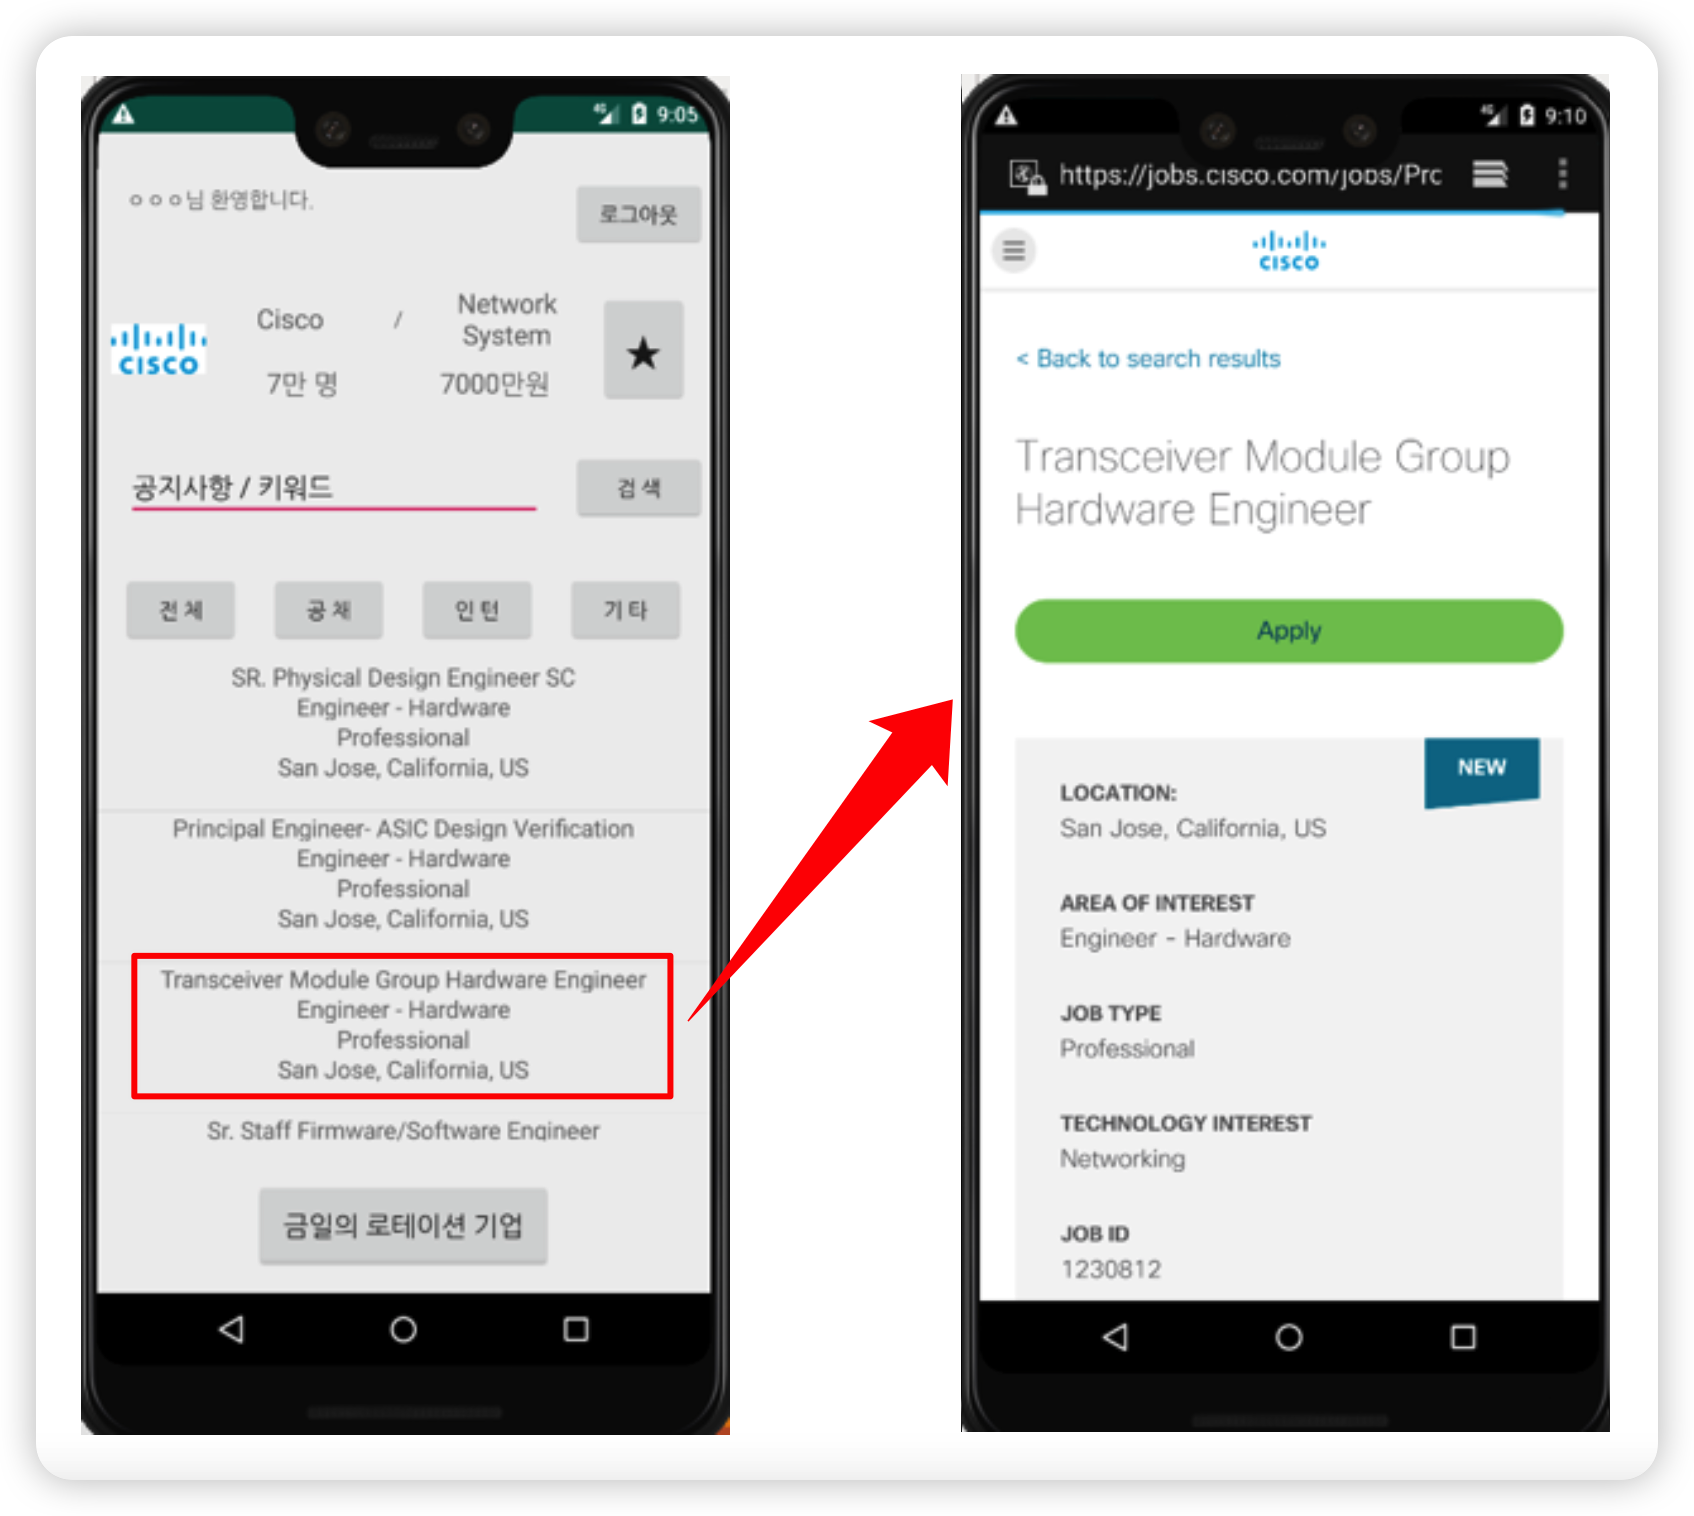 4G 9:05
ㅇㅇㅇ님 환영합니다.
로그아웃
CISCO
Cisco / Network System
7만 명 7000만원
공지사항 / 키워드
검색
전체 공채 인턴 기타
SR. Physical Design Engineer SC
Engineer - Hardware
Professional
San Jose, California, US
Principal Engineer- ASIC Design Verification
Engineer - Hardware
Professional
San Jose, California, US
Transceiver Module Group Hardware Engineer
Engineer - Hardware
Professional
San Jose, California, US
Sr. Staff Firmware/Software Engineer
금일의 로테이션 기업
4G 9:10
https://jobs.cisco.com/jobs/Prc
CISCO
< Back to search results
Transceiver Module Group
Hardware Engineer
Apply
NEW
LOCATION:
San Jose, California, US
AREA OF INTEREST
Engineer - Hardware
JOB TYPE
Professional
TECHNOLOGY INTEREST
Networking
JOB ID
1230812